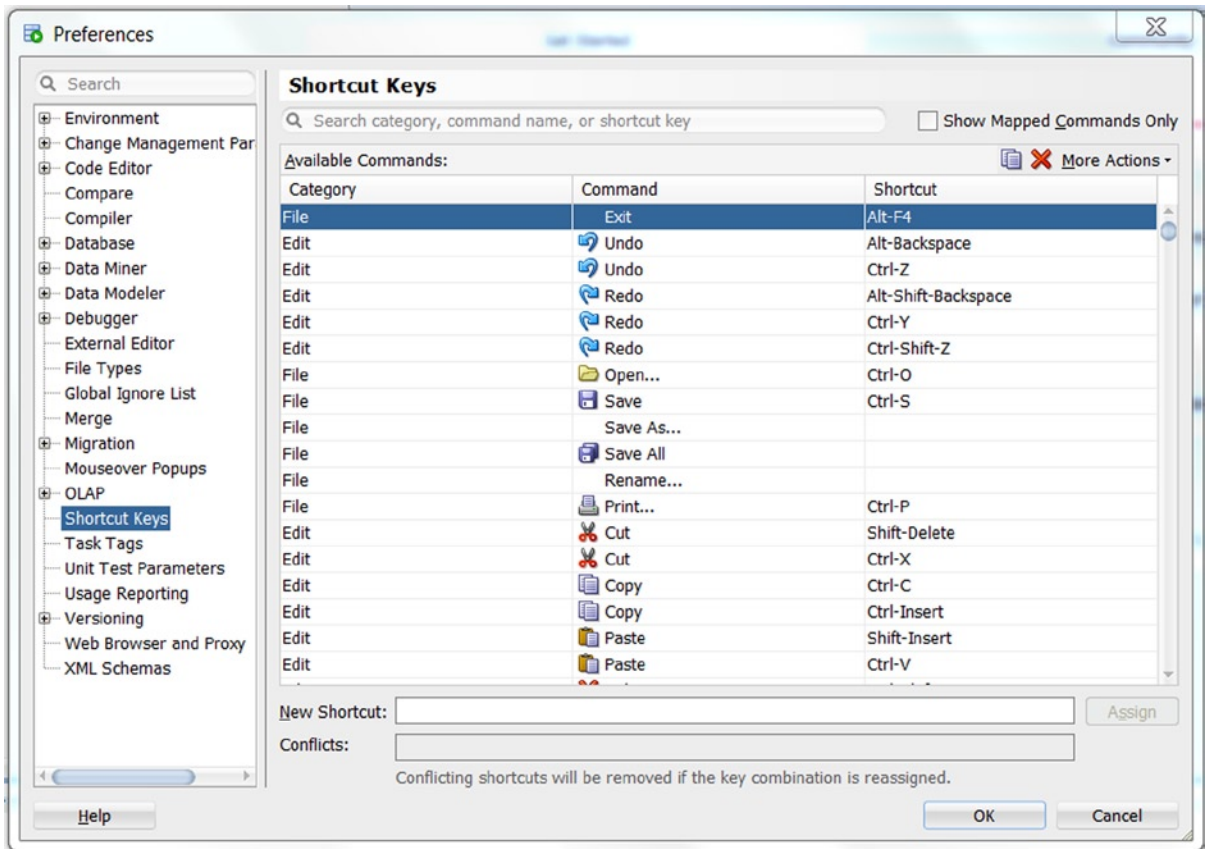 Preferences
Search
Environment
Change Management Par
Code Editor
Compare
Compiler
Database
Data Miner
Data Modeler
Debugger
External Editor
File Types
Global Ignore List
Merge
Migration
Mouseover Popups
OLAP
Shortcut Keys
Task Tags
Unit Test Parameters
Usage Reporting
Versioning
Web Browser and Proxy
XML Schemas
Shortcut Keys
Search category, command name, or shortcut key
Show Mapped Commands Only
Available Commands: More Actions
Category Command Shortcut
File Exit Alt-F4
Edit Undo Alt-Backspace
Edit Undo Ctrl-Z
Edit Redo Alt-Shift-Backspace
Edit Redo Ctrl-Y
Edit Redo Ctrl-Shift-Z
File Open... Ctrl-O
File Save Ctrl-S
File Save As...
File Save All
File Rename...
File Print... Ctrl-P
Edit Cut Shift-Delete
Edit Cut Ctrl-X
Edit Copy Ctrl-C
Edit Copy Ctrl-Insert
Edit Paste Shift-Insert
Edit Paste Ctrl-V
New Shortcut: Assign
Conflicts:
Conflicting shortcuts will be removed if the key combination is reassigned.
Help OK Cancel